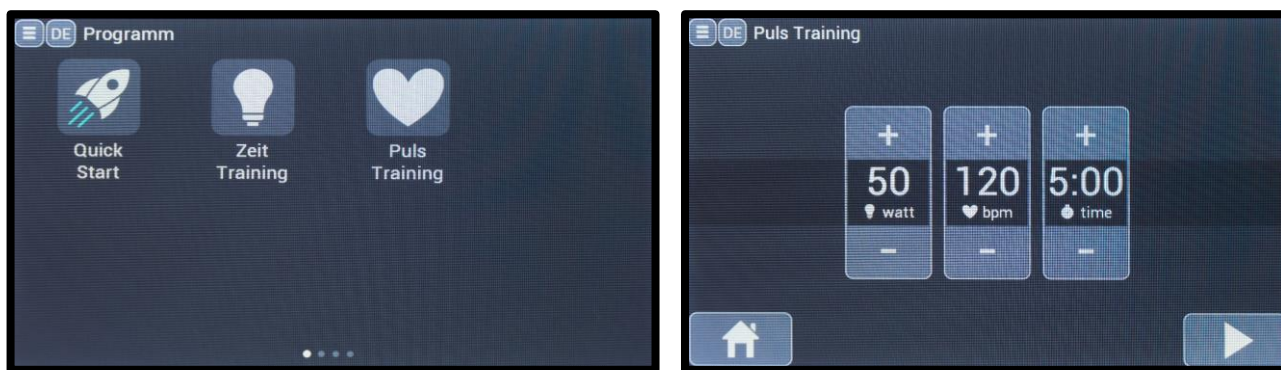 DE Programm
Quick
Start
Zeit
Training
Puls
Training
DE Puls Training
+ + +
50 120 5:00
watt bpm time
- - -